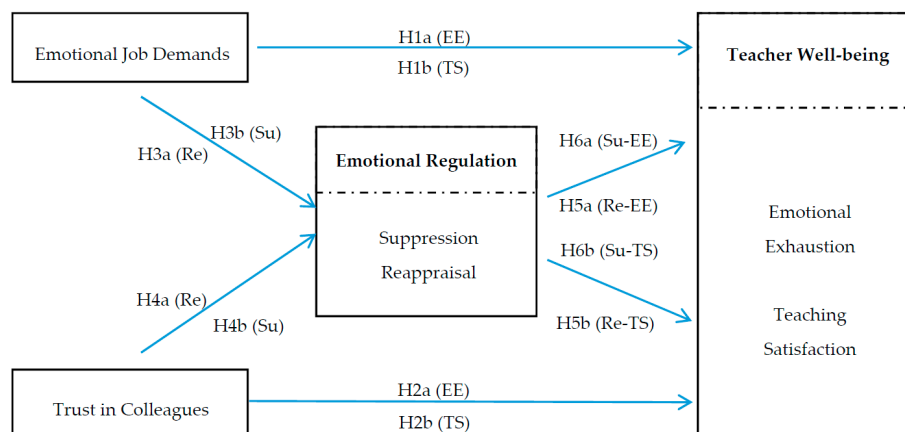 Emotional Job Demands
H1a (EE)
H1b (TS)
Teacher Well-being
H3b (Su)
H3a (Re)
Emotional Regulation
Suppression
Reappraisal
H6a (Su-EE)
H5a (Re-EE)
H6b (Su-TS)
H5b (Re-TS)
Emotional
Exhaustion
Teaching
Satisfaction
H4a (Re)
H4b (Su)
Trust in Colleagues
H2a (EE)
H2b (TS)